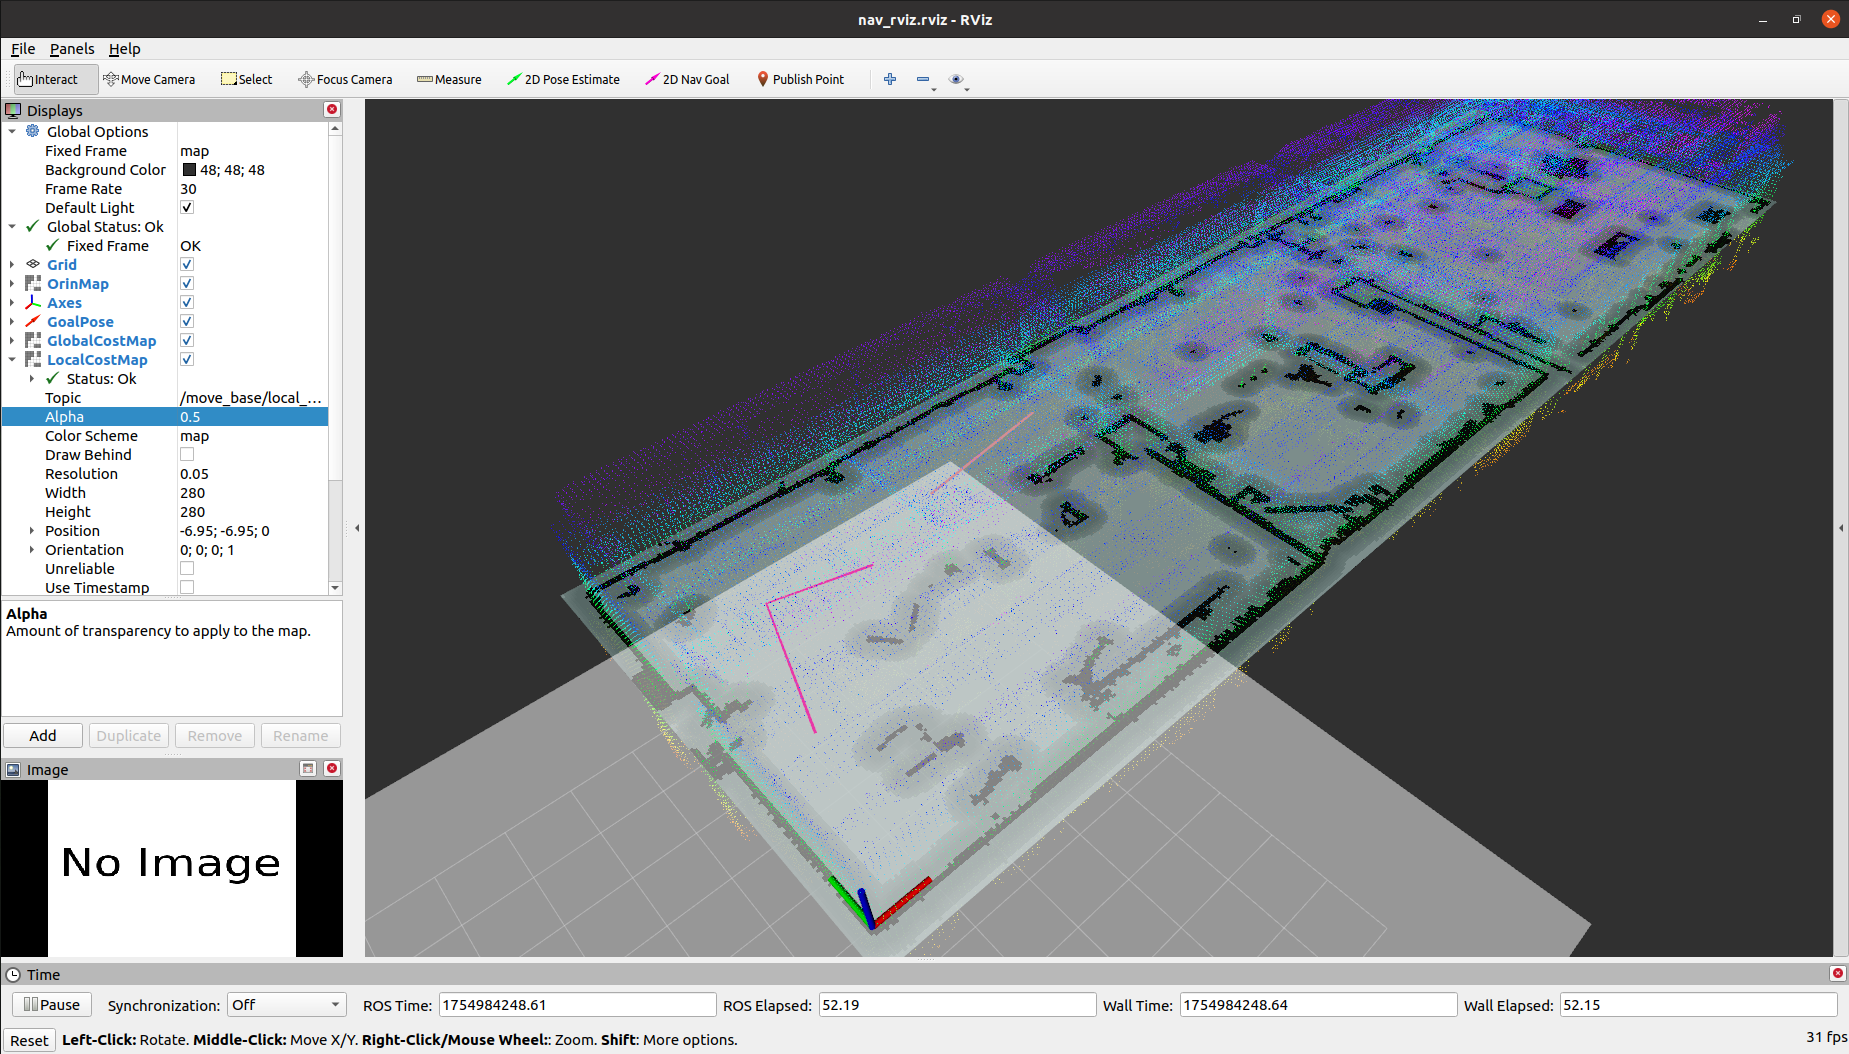 nav_rviz.rviz - RViz
File Panels Help
Interact Move Camera Select Focus Camera Measure 2D Pose Estimate 2D Nav Goal Publish Point
Displays
Global Options
Fixed Frame map
Background Color 48; 48; 48
Frame Rate 30
Default Light
Global Status: Ok
Fixed Frame OK
Grid
OrinMap
Axes
GoalPose
GlobalCostMap
LocalCostMap
Status: Ok
Topic /move_base/local_...
Alpha 0.5
Color Scheme map
Draw Behind
Resolution 0.05
Width 280
Height 280
Position -6.95; -6.95; 0
Orientation 0; 0; 0; 1
Unreliable
Use Timestamp
Alpha
Amount of transparency to apply to the map.
Add Duplicate Remove Rename
Image
No Image
Time
Pause Synchronization: Off ROS Time: 1754984248.61 ROS Elapsed: 52.19 Wall Time: 1754984248.64 Wall Elapsed: 52.15
Reset Left-Click: Rotate. Middle-Click: Move X/Y. Right-Click/Mouse Wheel:: Zoom. Shift: More options. 31 fps